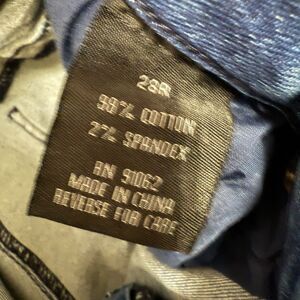 28R
98% COTTON
2% SPANDEX
RN 91062
MADE IN CHINA
REVERSE FOR CARE